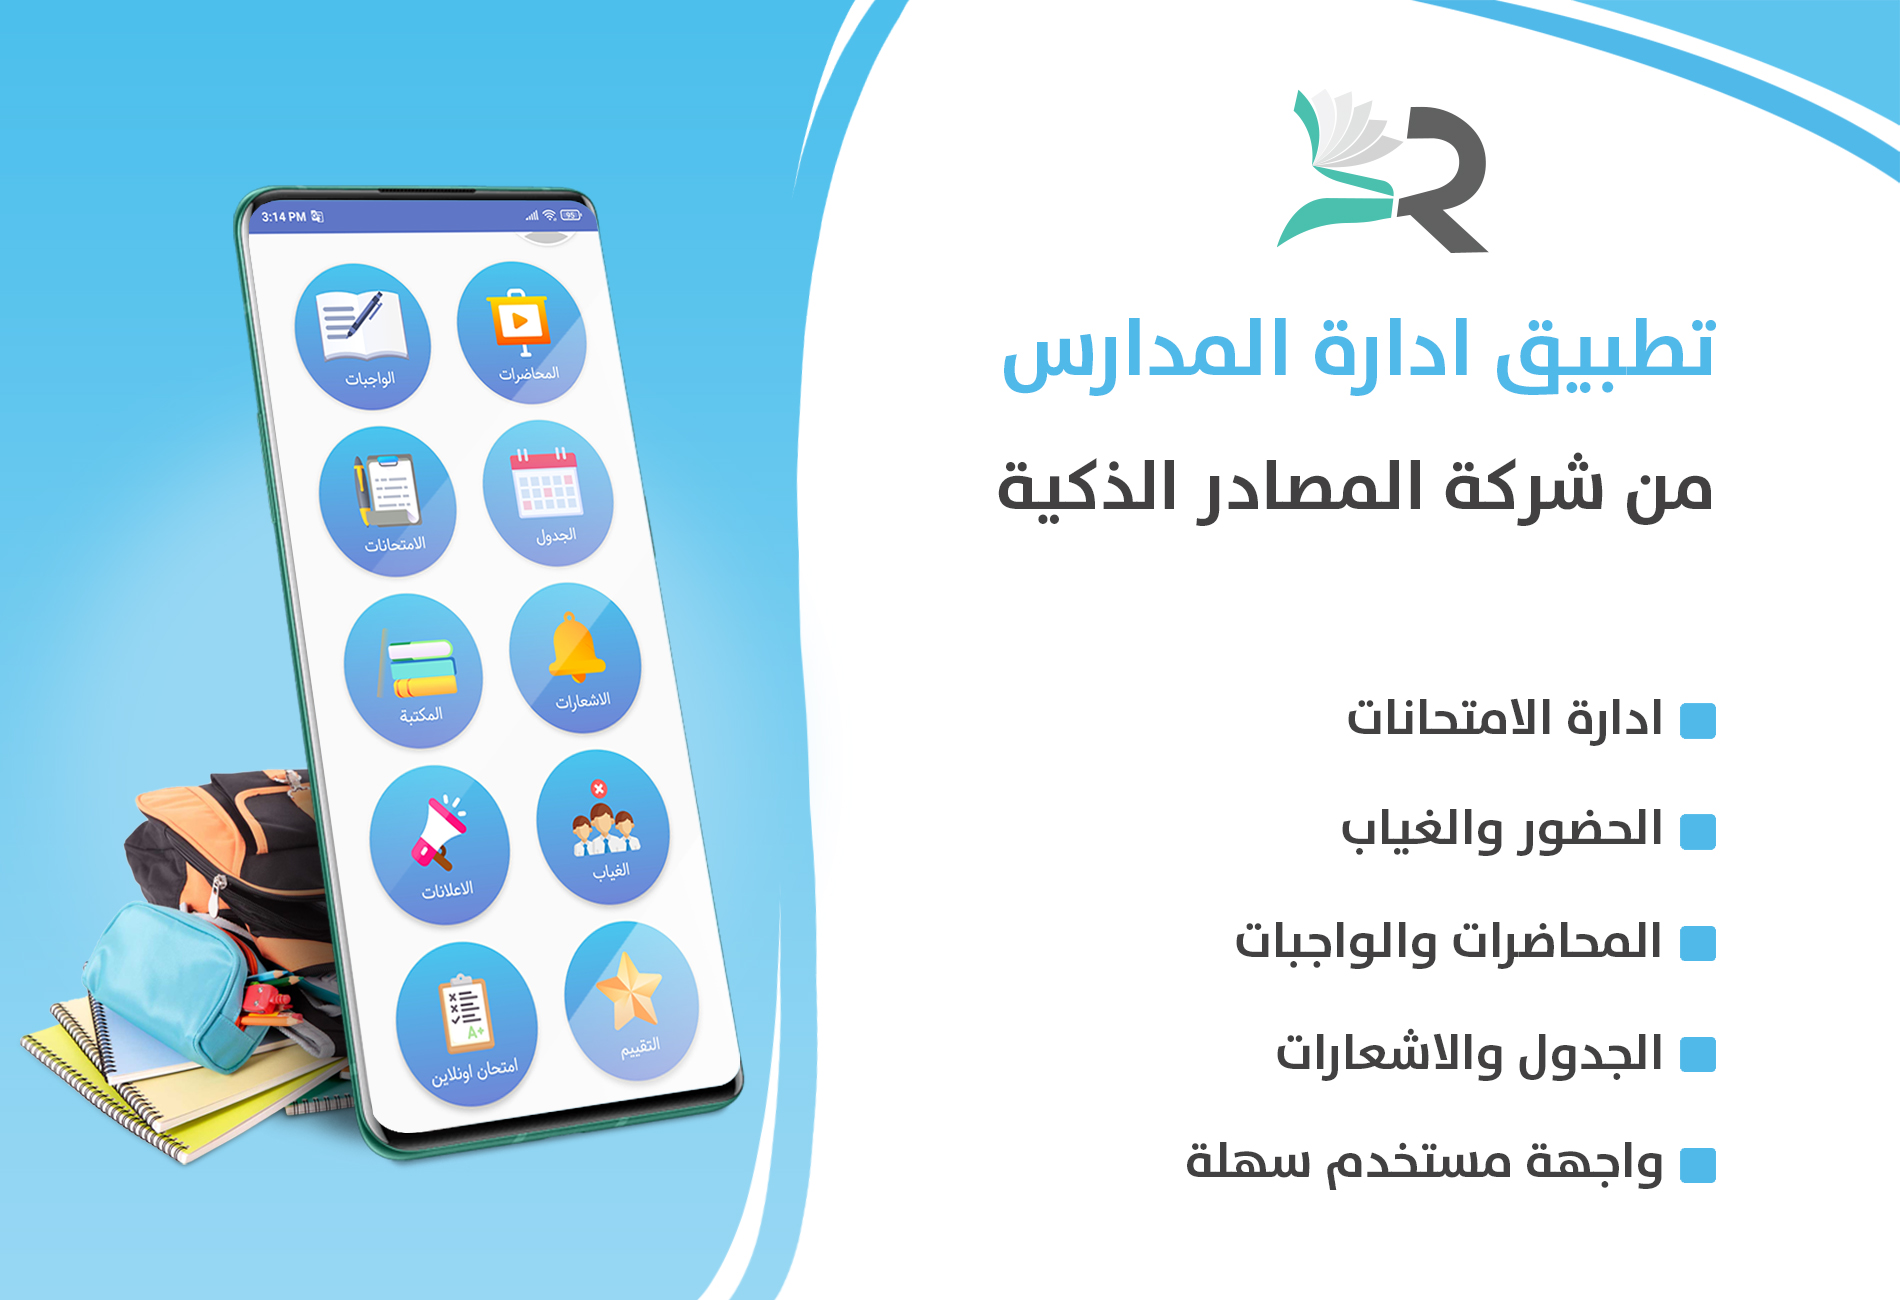 R
تطبيق ادارة المدارس
من شركة المصادر الذكية
ادارة الامتحانات
الحضور والغياب
المحاضرات والواجبات
الجدول والاشعارات
واجهة مستخدم سهلة
3:14 PM
95
المحاضرات
الواجبات
الجدول
الامتحانات
الاشعارات
المكتبة
الغياب
الاعلانات
التقييم
A+
امتحان اونلاين